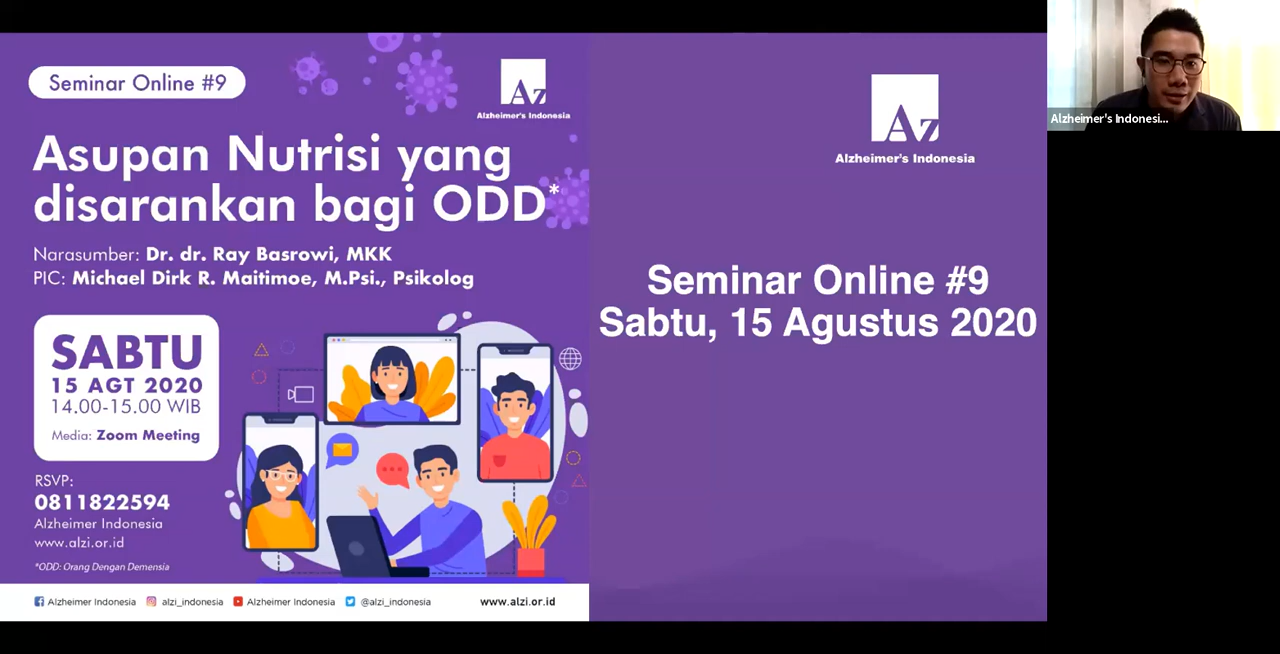 Seminar Online #9
Az
Alzheimer's Indonesia
Asupan Nutrisi yang
disarankan bagi ODD*
Narasumber: Dr. dr. Ray Basrowi, MKK
PIC: Michael Dirk R. Maitimoe, M.Psi., Psikolog
SABTU
15 AGT 2020
14.00-15.00 WIB
Media: Zoom Meeting
RSVP:
0811822594
Alzheimer Indonesia
www.alzi.or.id
*ODD: Orang Dengan Demensia
Alzheimer Indonesia alzi_indonesia Alzheimer Indonesia @alzi_indonesia www.alzi.or.id
Az
Alzheimer's Indonesia
Seminar Online #9
Sabtu, 15 Agustus 2020
Alzheimer's Indonesi...